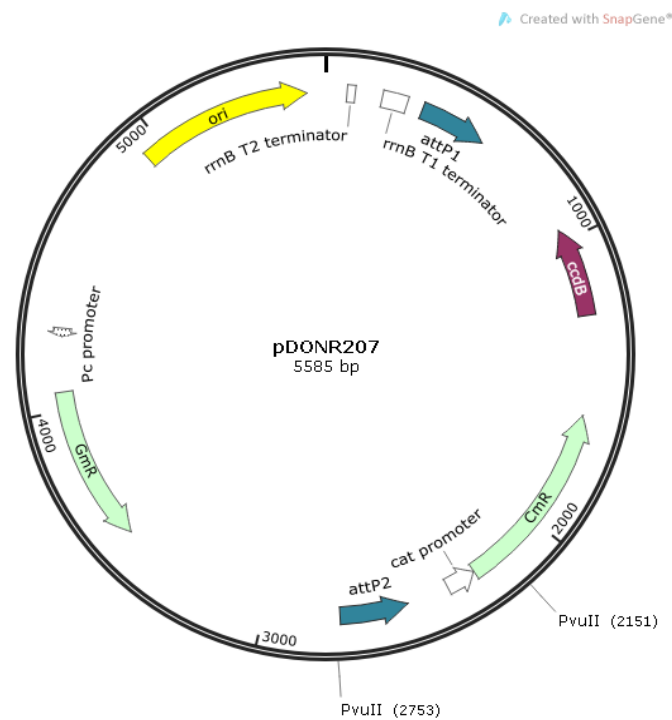 Created with SnapGene®
ori
5000
rrnB T2 terminator
attP1
rrnB T1 terminator
1000
ccdB
Pc promoter
pDONR207
5585 bp
4000
GmR
CmR
2000
cat promoter
attP2
3000
PvuII (2151)
PvuII (2753)